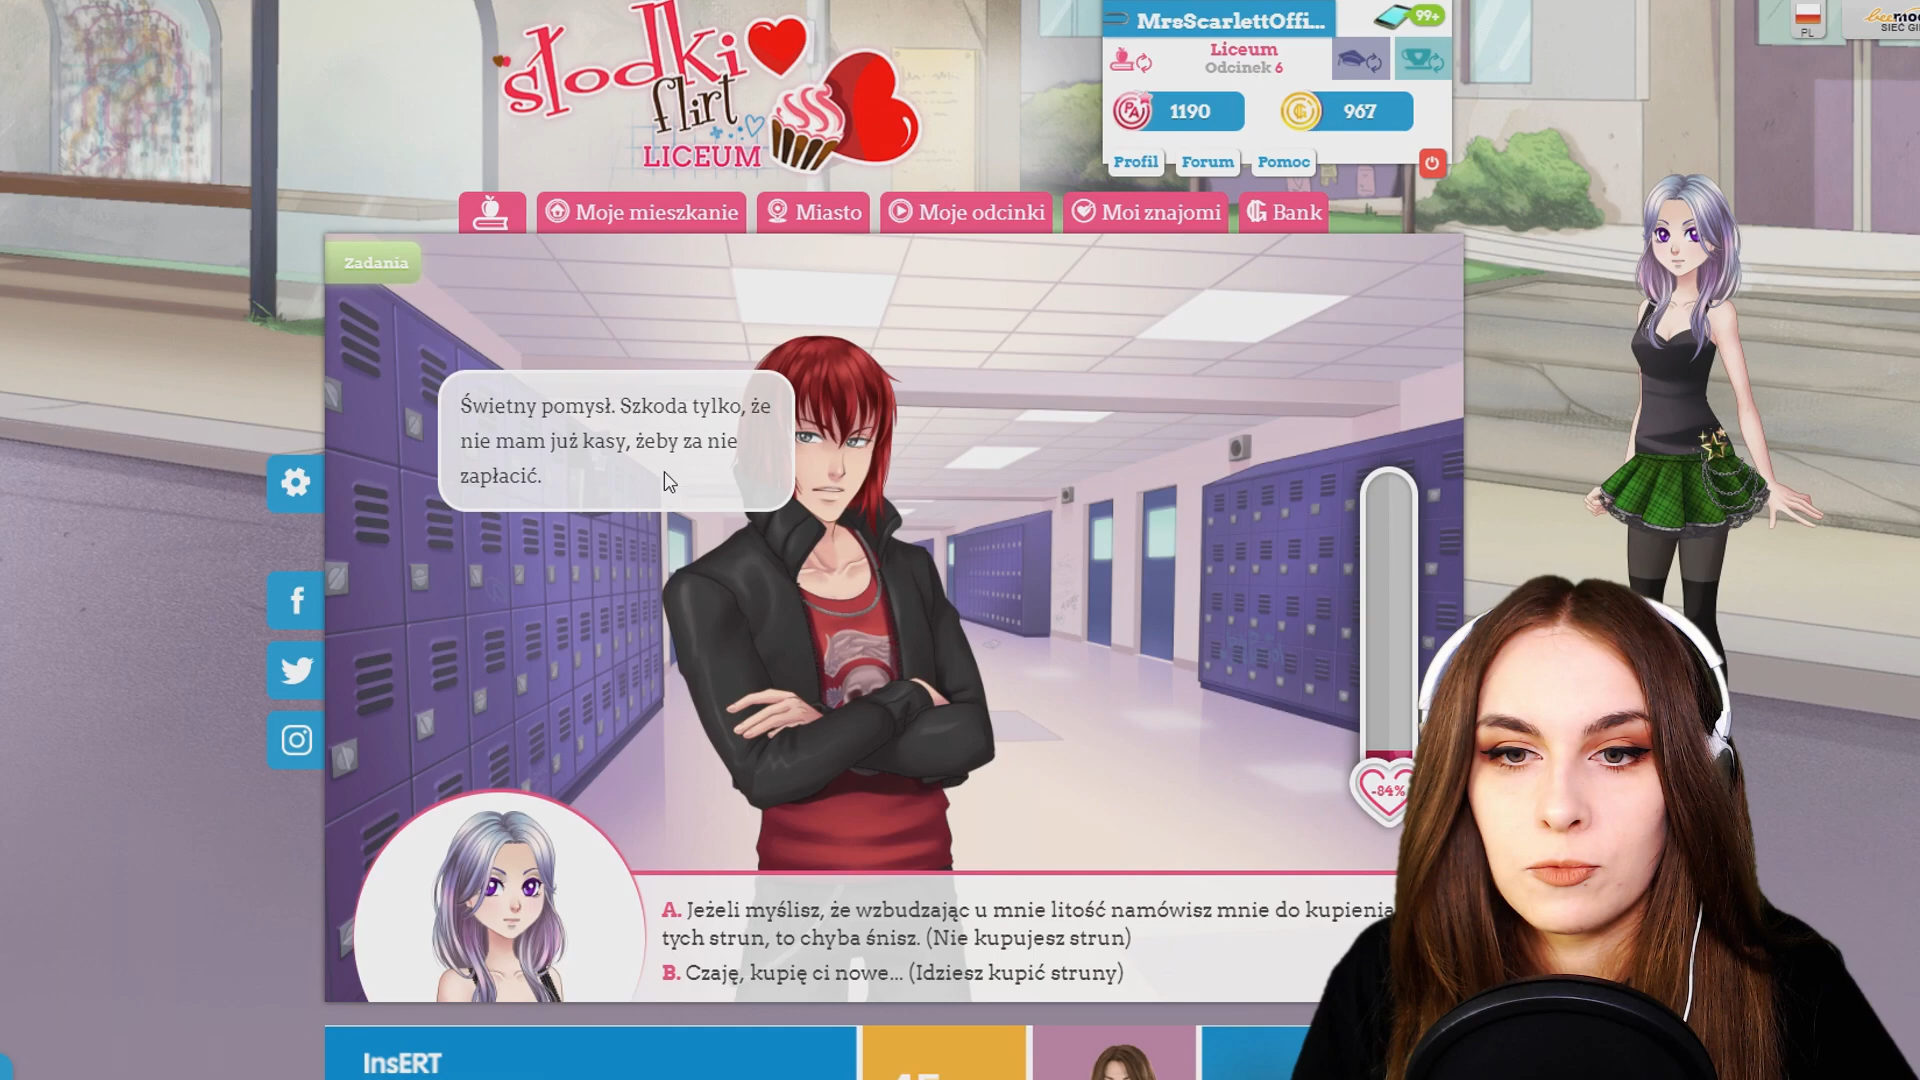 słodki
flirt
LICEUM
MrsScarlettOffi...
99+
Liceum
Odcinek 6
PA
1190
967
Profil
Forum
Pomoc
PL
Moje mieszkanie
Miasto
Moje odcinki
Moi znajomi
Bank
Zadania
Świetny pomysł. Szkoda tylko, że
nie mam już kasy, żeby za nie
zapłacić.
-84%
A. Jeżeli myślisz, że wzbudzając u mnie litość namówisz mnie do kupienia
tych strun, to chyba śnisz. (Nie kupujesz strun)
B. Czaję, kupię ci nowe... (Idziesz kupić struny)
InsERT